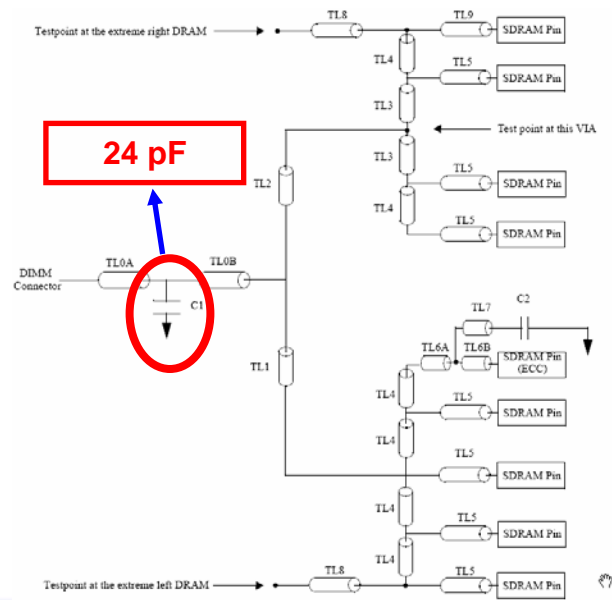 TL8
TL9
Testpoint at the extreme right DRAM
SDRAM Pin
TL4
TL5
SDRAM Pin
TL3
24 pF
Test point at this VIA
TL3
TL5
SDRAM Pin
TL2
TL4
TL5
SDRAM Pin
TL0A
TL0B
DIMM
Connector
C1
TL7
C2
TL1
TL6A
TL6B
SDRAM Pin
(ECC)
TL4
TL5
SDRAM Pin
TL4
TL5
SDRAM Pin
TL4
TL5
SDRAM Pin
TL4
TL8
TL5
Testpoint at the extreme left DRAM
SDRAM Pin